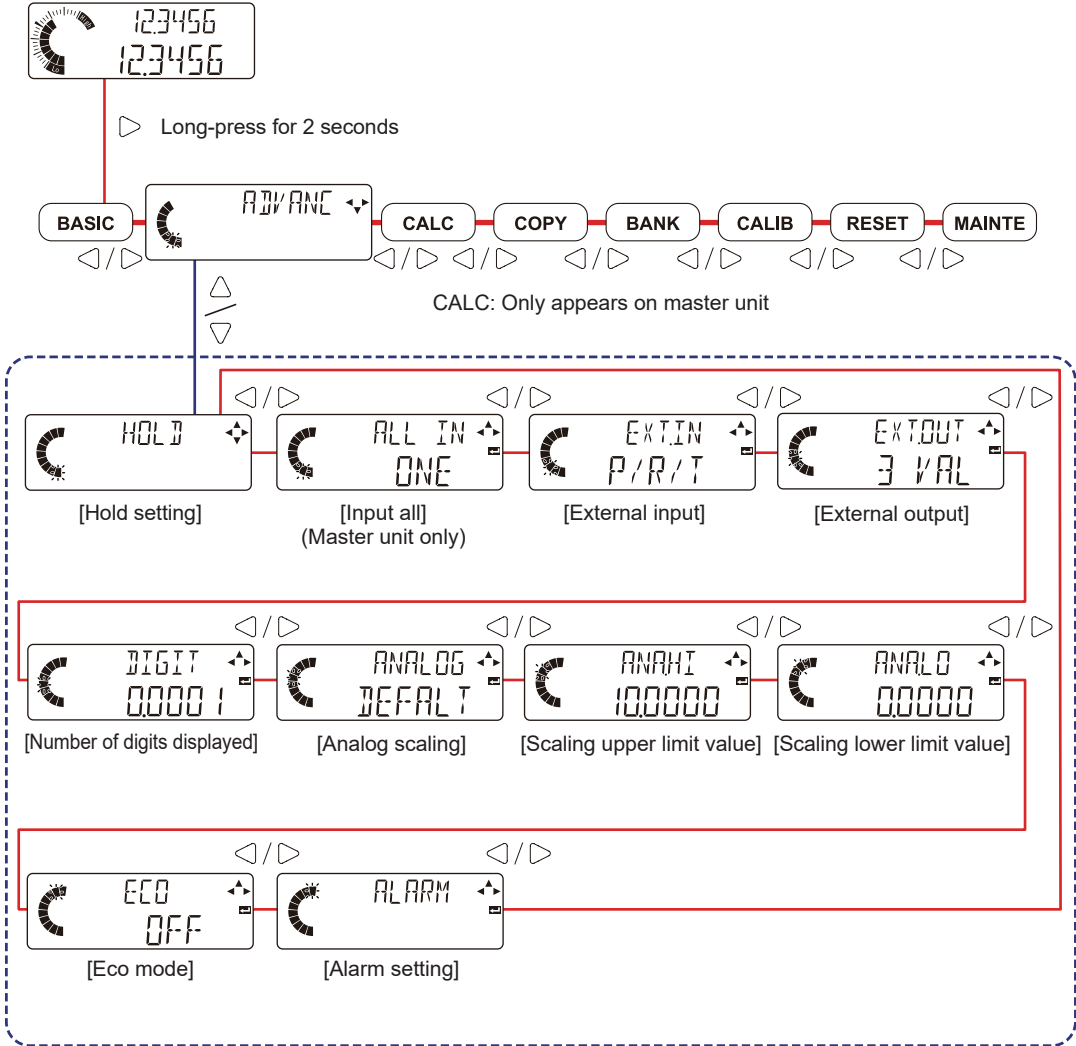 12.3456
12.3456
Long-press for 2 seconds
BASIC
ADVANC
CALC
COPY
BANK
CALIB
RESET
MAINTE
CALC: Only appears on master unit
HOLD
ALL IN
ONE
EXT.IN
P/R/T
EXT.OUT
3 VAL
[Hold setting]
[Input all]
(Master unit only)
[External input]
[External output]
DIGIT
0.0001
ANALOG
DEFALT
ANA.HI
10.0000
ANA.LO
0.0000
[Number of digits displayed]
[Analog scaling]
[Scaling upper limit value]
[Scaling lower limit value]
ECO
OFF
ALARM
[Eco mode]
[Alarm setting]